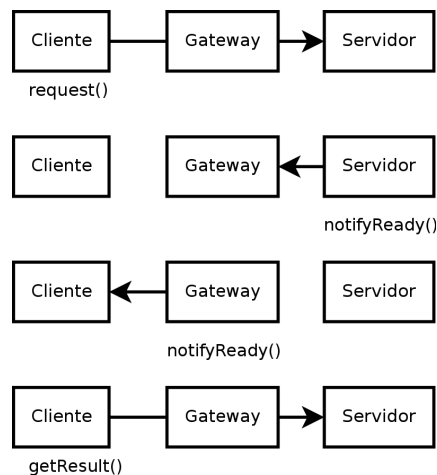 Cliente Gateway Servidor
request()
Cliente Gateway Servidor
notifyReady()
Cliente Gateway Servidor
notifyReady()
Cliente Gateway Servidor
getResult()